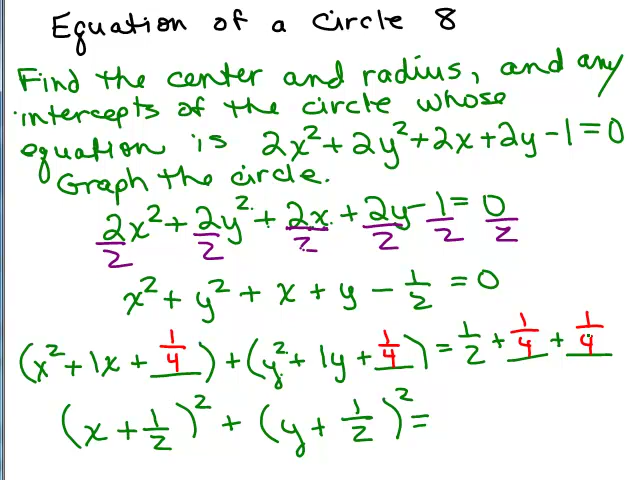 Equation of a Circle 8
Find the center and radius, and any
intercepts of the circle whose
equation is 2x² + 2y² + 2x + 2y - 1 = 0
Graph the circle.
2x²/2 + 2y²/2 + 2x/2 + 2y/2 - 1/2 = 0/2
x² + y² + x + y - 1/2 = 0
(x² + 1x + 1/4) + (y² + 1y + 1/4) = 1/2 + 1/4 + 1/4
(x + 1/2)² + (y + 1/2)² =